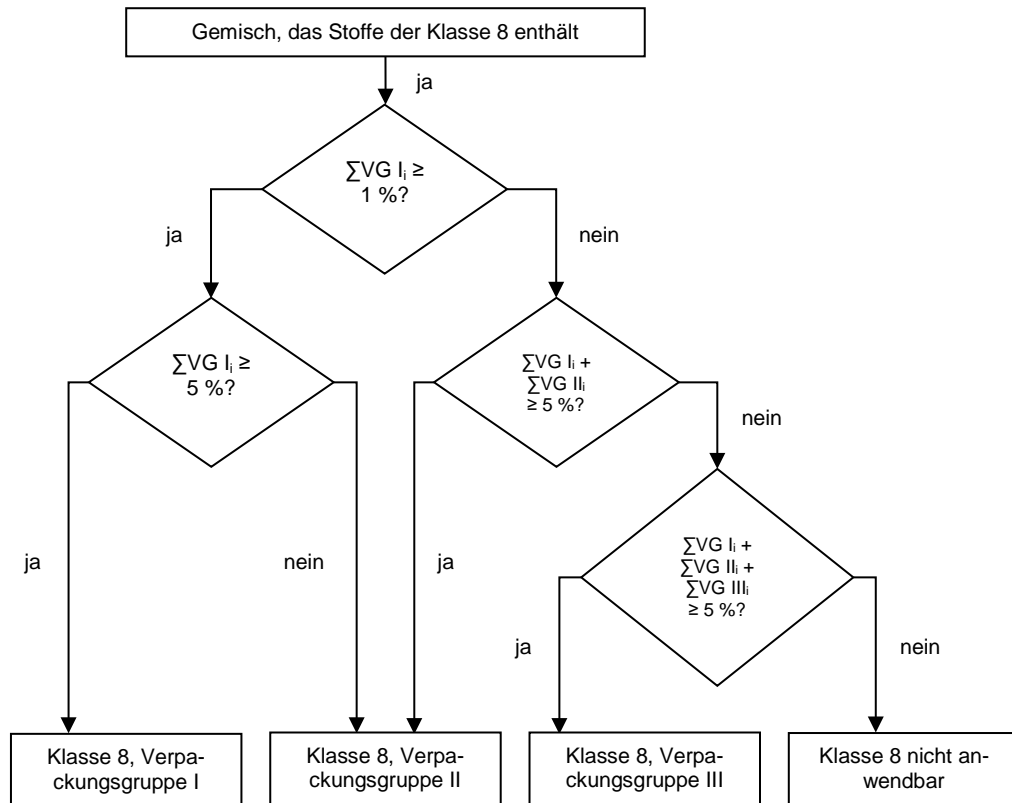 Gemisch, das Stoffe der Klasse 8 enthält
ja
∑VG Iᵢ ≥
1 %?
ja
nein
∑VG Iᵢ ≥
5 %?
∑VG Iᵢ +
∑VG IIᵢ
≥ 5 %?
nein
∑VG Iᵢ +
∑VG IIᵢ +
∑VG IIIᵢ
≥ 5 %?
ja
nein
ja
ja
nein
Klasse 8, Verpa-
ckungsgruppe I
Klasse 8, Verpa-
ckungsgruppe II
Klasse 8, Verpa-
ckungsgruppe III
Klasse 8 nicht an-
wendbar